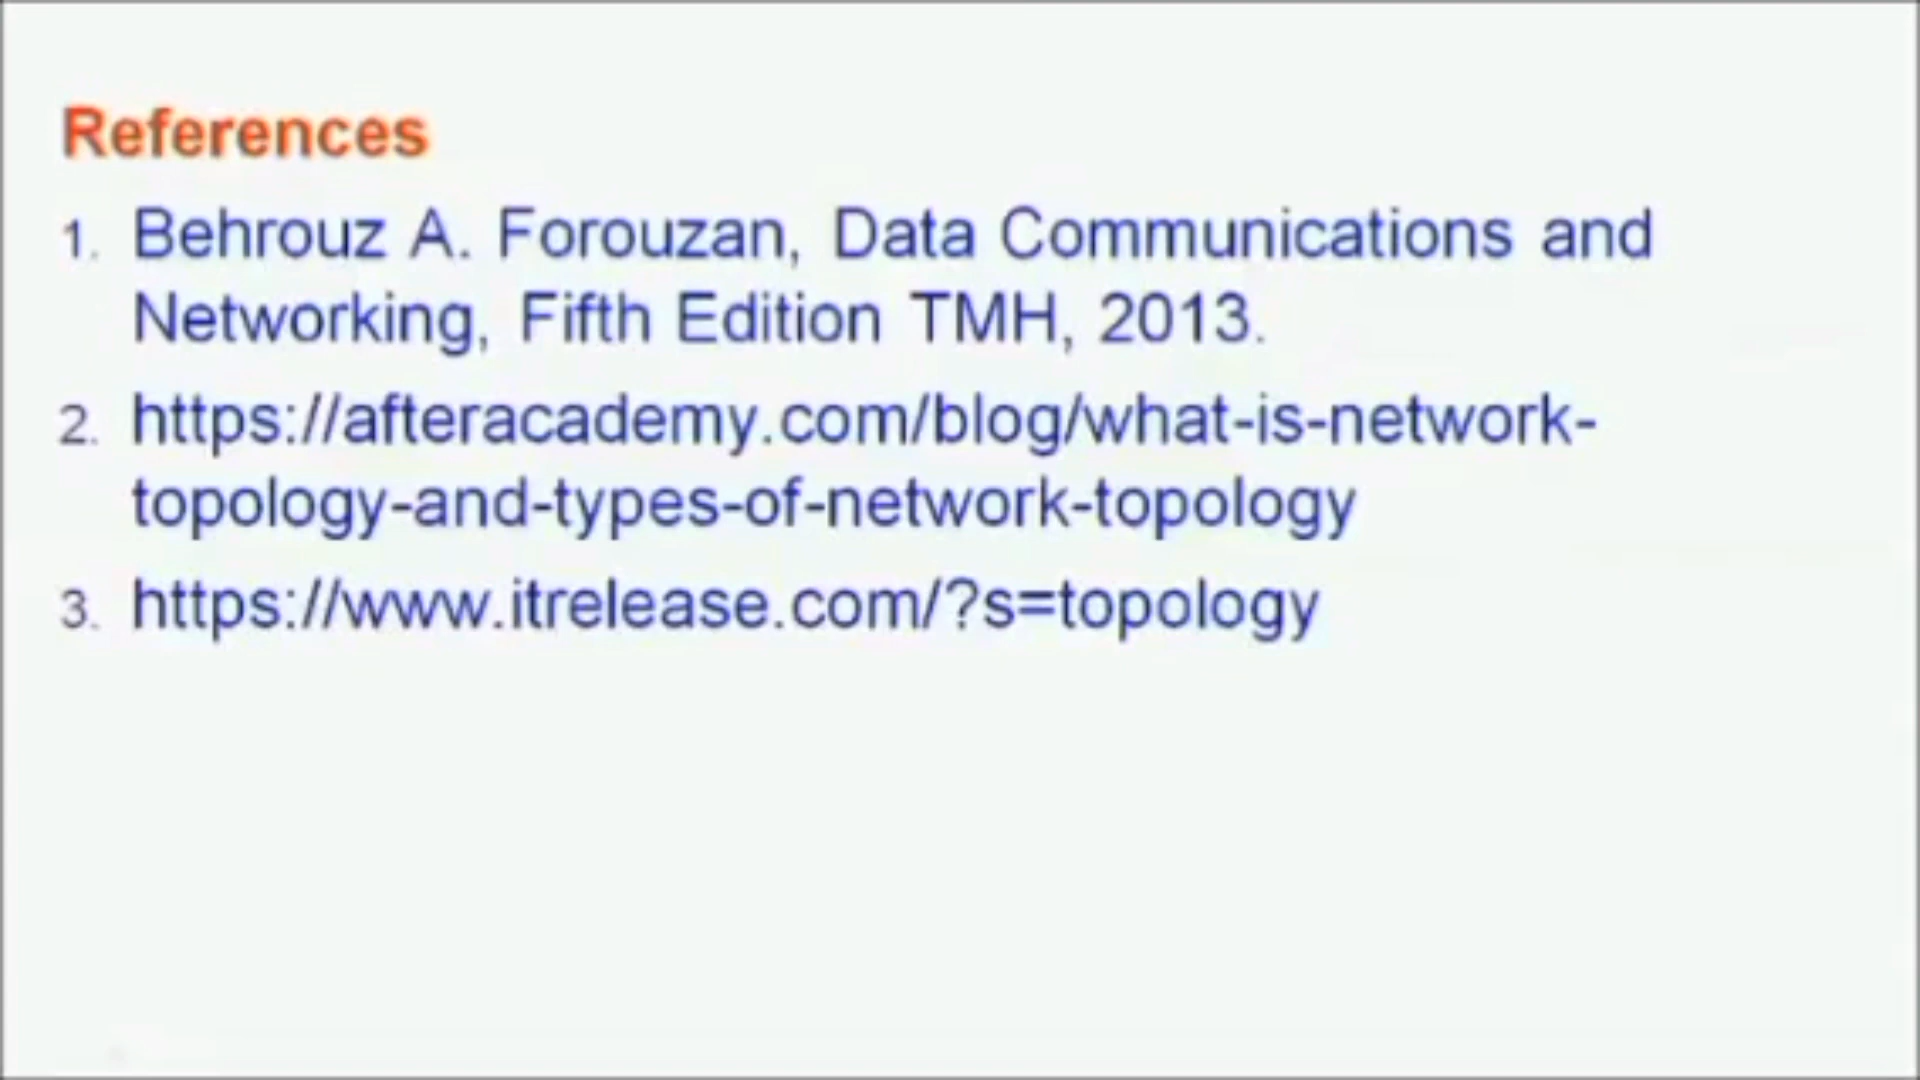 References
1. Behrouz A. Forouzan, Data Communications and
Networking, Fifth Edition TMH, 2013.
2. https://afteracademy.com/blog/what-is-network-
topology-and-types-of-network-topology
3. https://www.itrelease.com/?s=topology